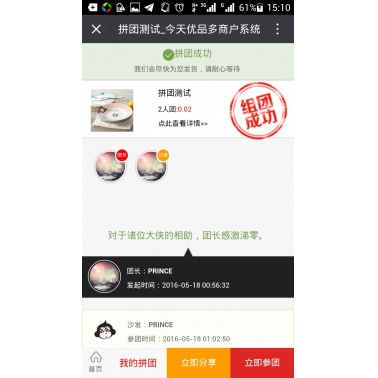 3G
G
61%
15:10
拼团测试_今天优品多商户系统
拼团成功
我们会尽快为您发货，请耐心等待
拼团测试
2人团:0.02
点此查看详情>>
组团
成功
团长
沙发
对于诸位大侠的相助，团长感激涕零。
团长：PRINCE
发起时间：2016-05-18 00:56:32
沙发：PRINCE
参团时间：2016-05-18 01:02:50
首页
我的拼团
立即分享
立即参团